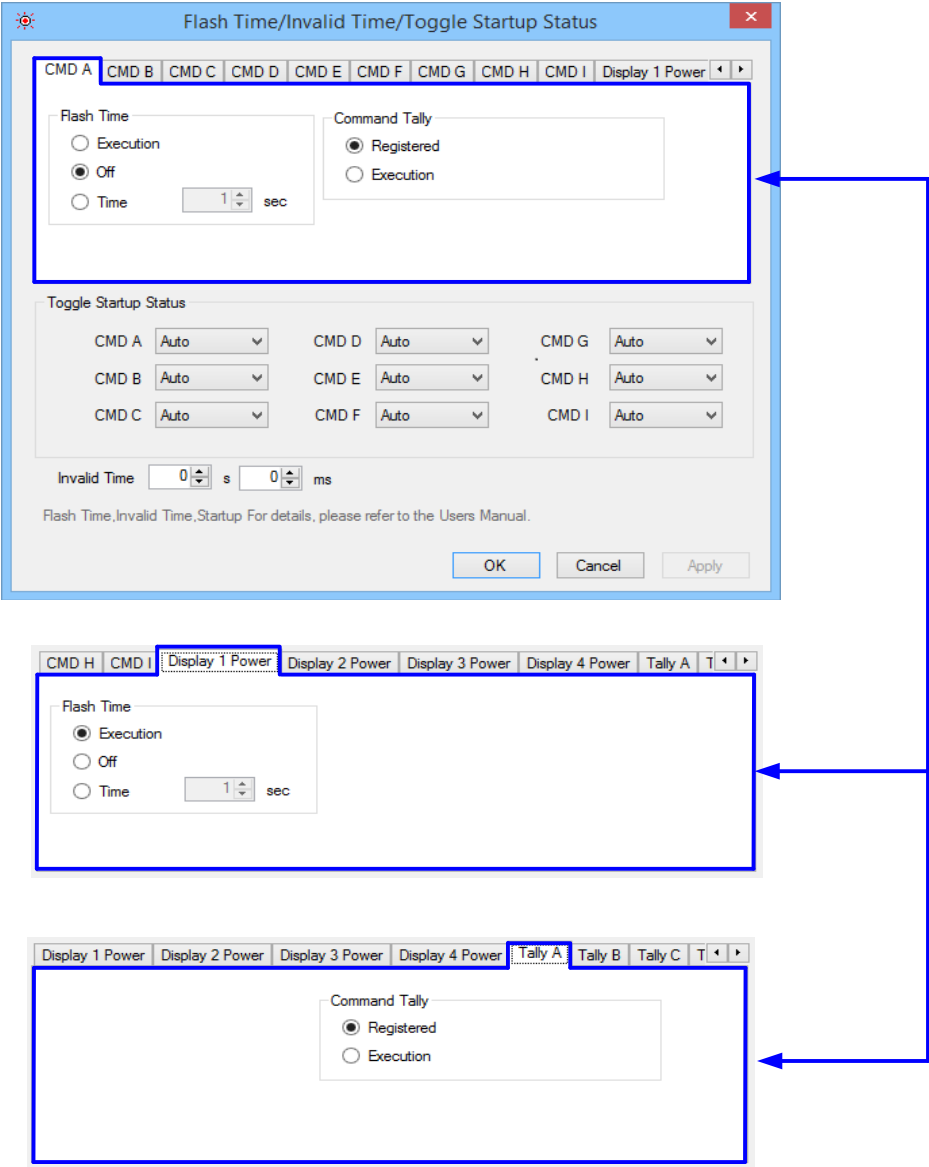 Flash Time/Invalid Time/Toggle Startup Status
CMD A CMD B CMD C CMD D CMD E CMD F CMD G CMD H CMD I Display 1 Power
Flash Time Command Tally
Execution Registered
Off Execution
Time 1 sec
Toggle Startup Status
CMD A Auto CMD D Auto CMD G Auto
CMD B Auto CMD E Auto CMD H Auto
CMD C Auto CMD F Auto CMD I Auto
Invalid Time 0 s 0 ms
Flash Time,Invalid Time,Startup For details, please refer to the Users Manual.
OK Cancel Apply
CMD H CMD I Display 1 Power Display 2 Power Display 3 Power Display 4 Power Tally A T
Flash Time
Execution
Off
Time 1 sec
Display 1 Power Display 2 Power Display 3 Power Display 4 Power Tally A Tally B Tally C T
Command Tally
Registered
Execution